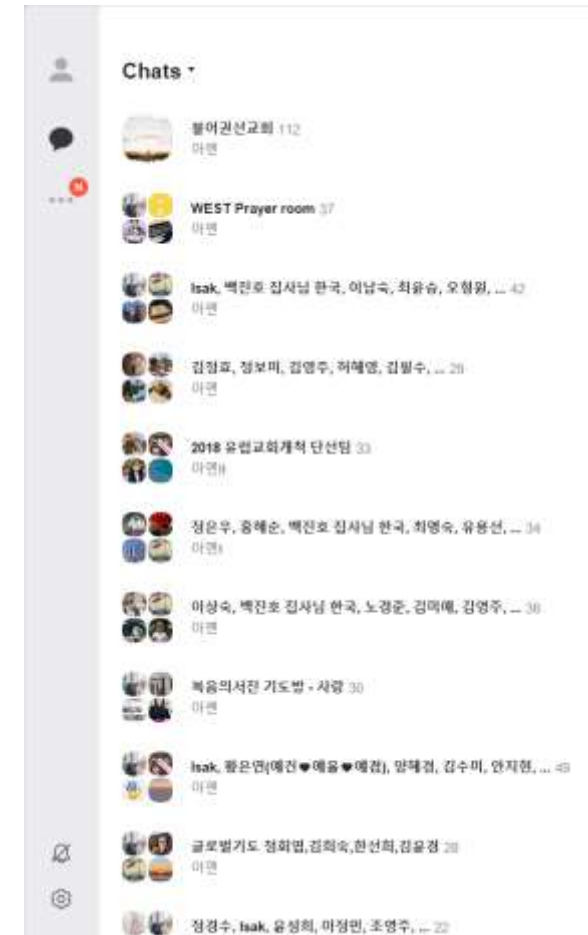 N
Chats
불어권선교회 112
아멘
WEST Prayer room 37
아멘
Isak, 백진호 집사님 한국, 이남숙, 최윤슬, 오형원, ... 42
아멘
김정효, 정보미, 김영주, 허혜영, 김필수, ... 29
아멘
2018 유럽교회개척 단선팀 33
아멘!!
정은우, 홍혜순, 백진호 집사님 한국, 최영숙, 유용선, ... 34
아멘!
이상숙, 백진호 집사님 한국, 노경준, 김미애, 김영주, ... 38
아멘
복음의서진 기도방 - 사랑 30
아멘
Isak, 황은연(예진♥예음♥예겸), 양혜경, 김수미, 안지현, ... 49
아멘
글로벌기도 정회엽,김희숙,한선희,김윤경 28
아멘
정경수, Isak, 윤성희, 이정민, 조영주, ... 22